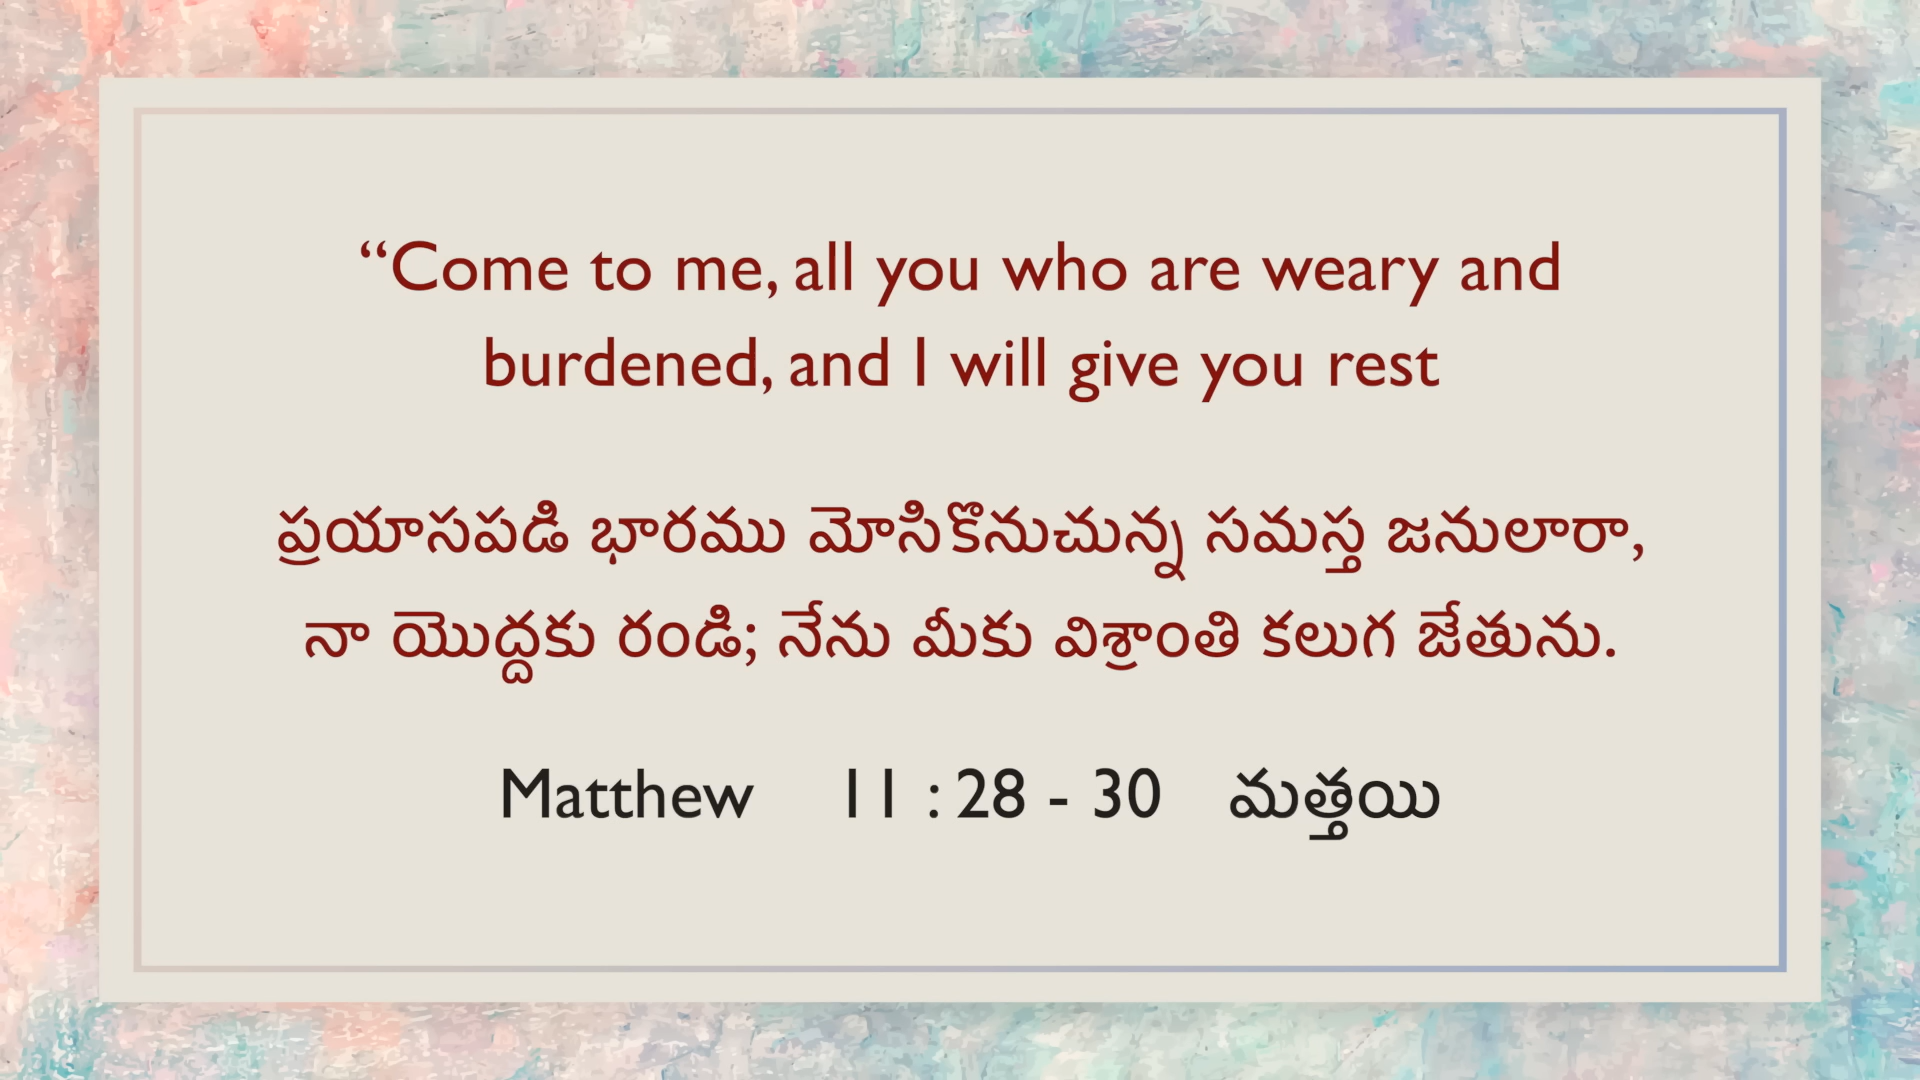 “Come to me, all you who are weary and
burdened, and I will give you rest
ప్రయాసపడి భారము మోసికొనుచున్న సమస్త జనులారా,
నా యొద్దకు రండి; నేను మీకు విశ్రాంతి కలుగ జేతును.
Matthew 11 : 28 - 30 మత్తయి